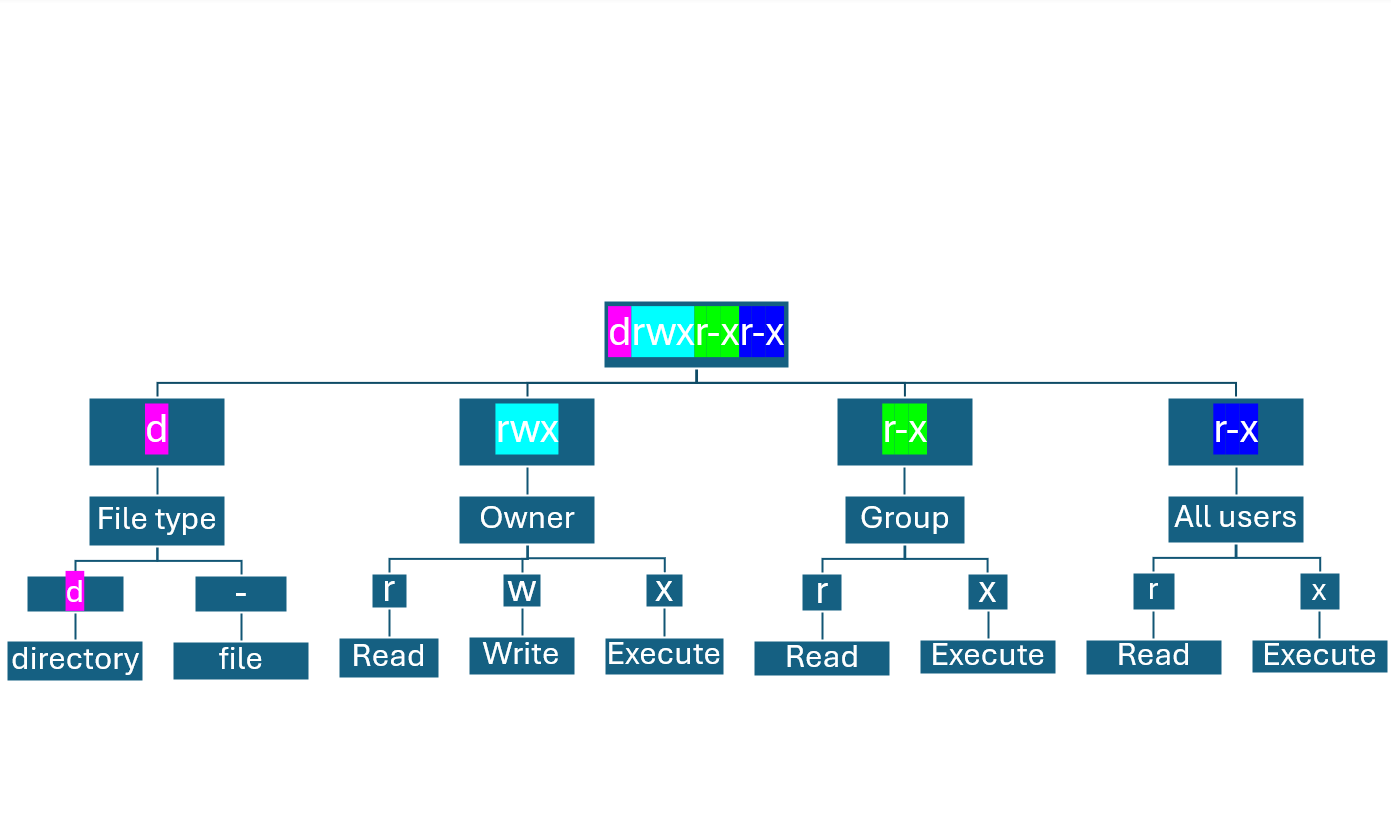 drwxr-xr-x
d
rwx
r-x
r-x
File type
Owner
Group
All users
d
-
r
w
x
r
x
r
x
directory
file
Read
Write
Execute
Read
Execute
Read
Execute